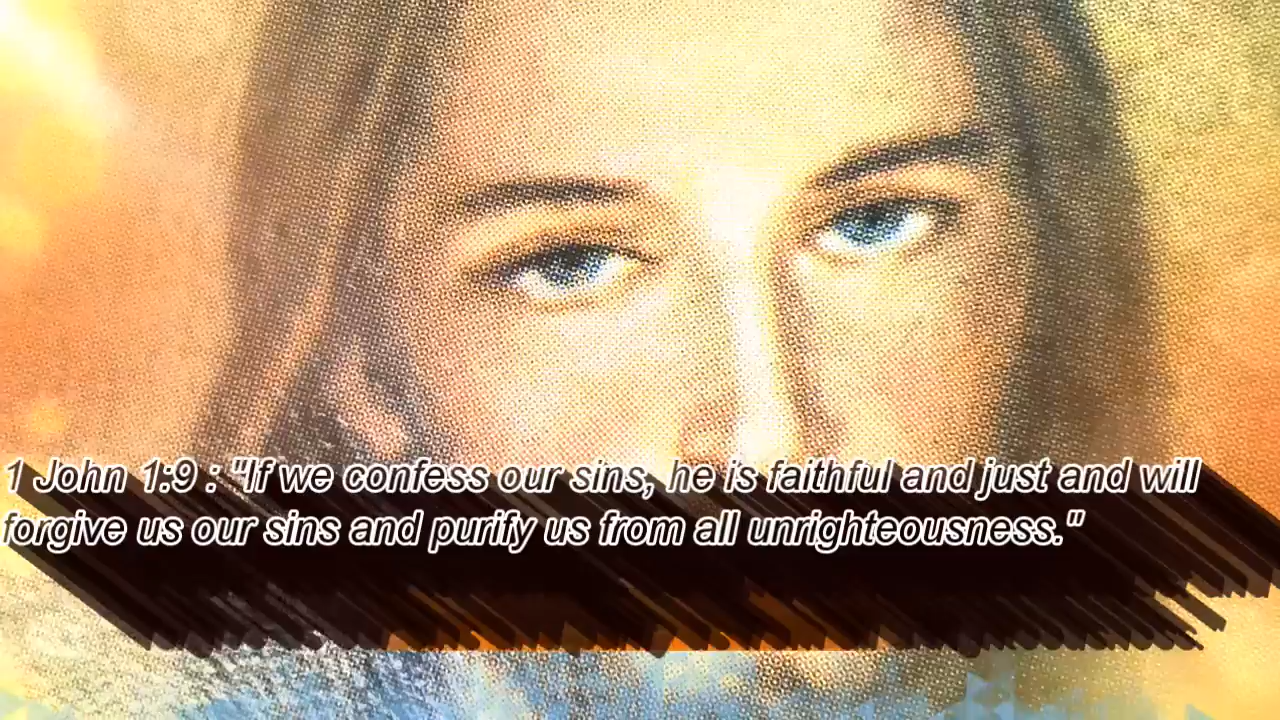 1 John 1:9 : "If we confess our sins, he is faithful and just and will
forgive us our sins and purify us from all unrighteousness."